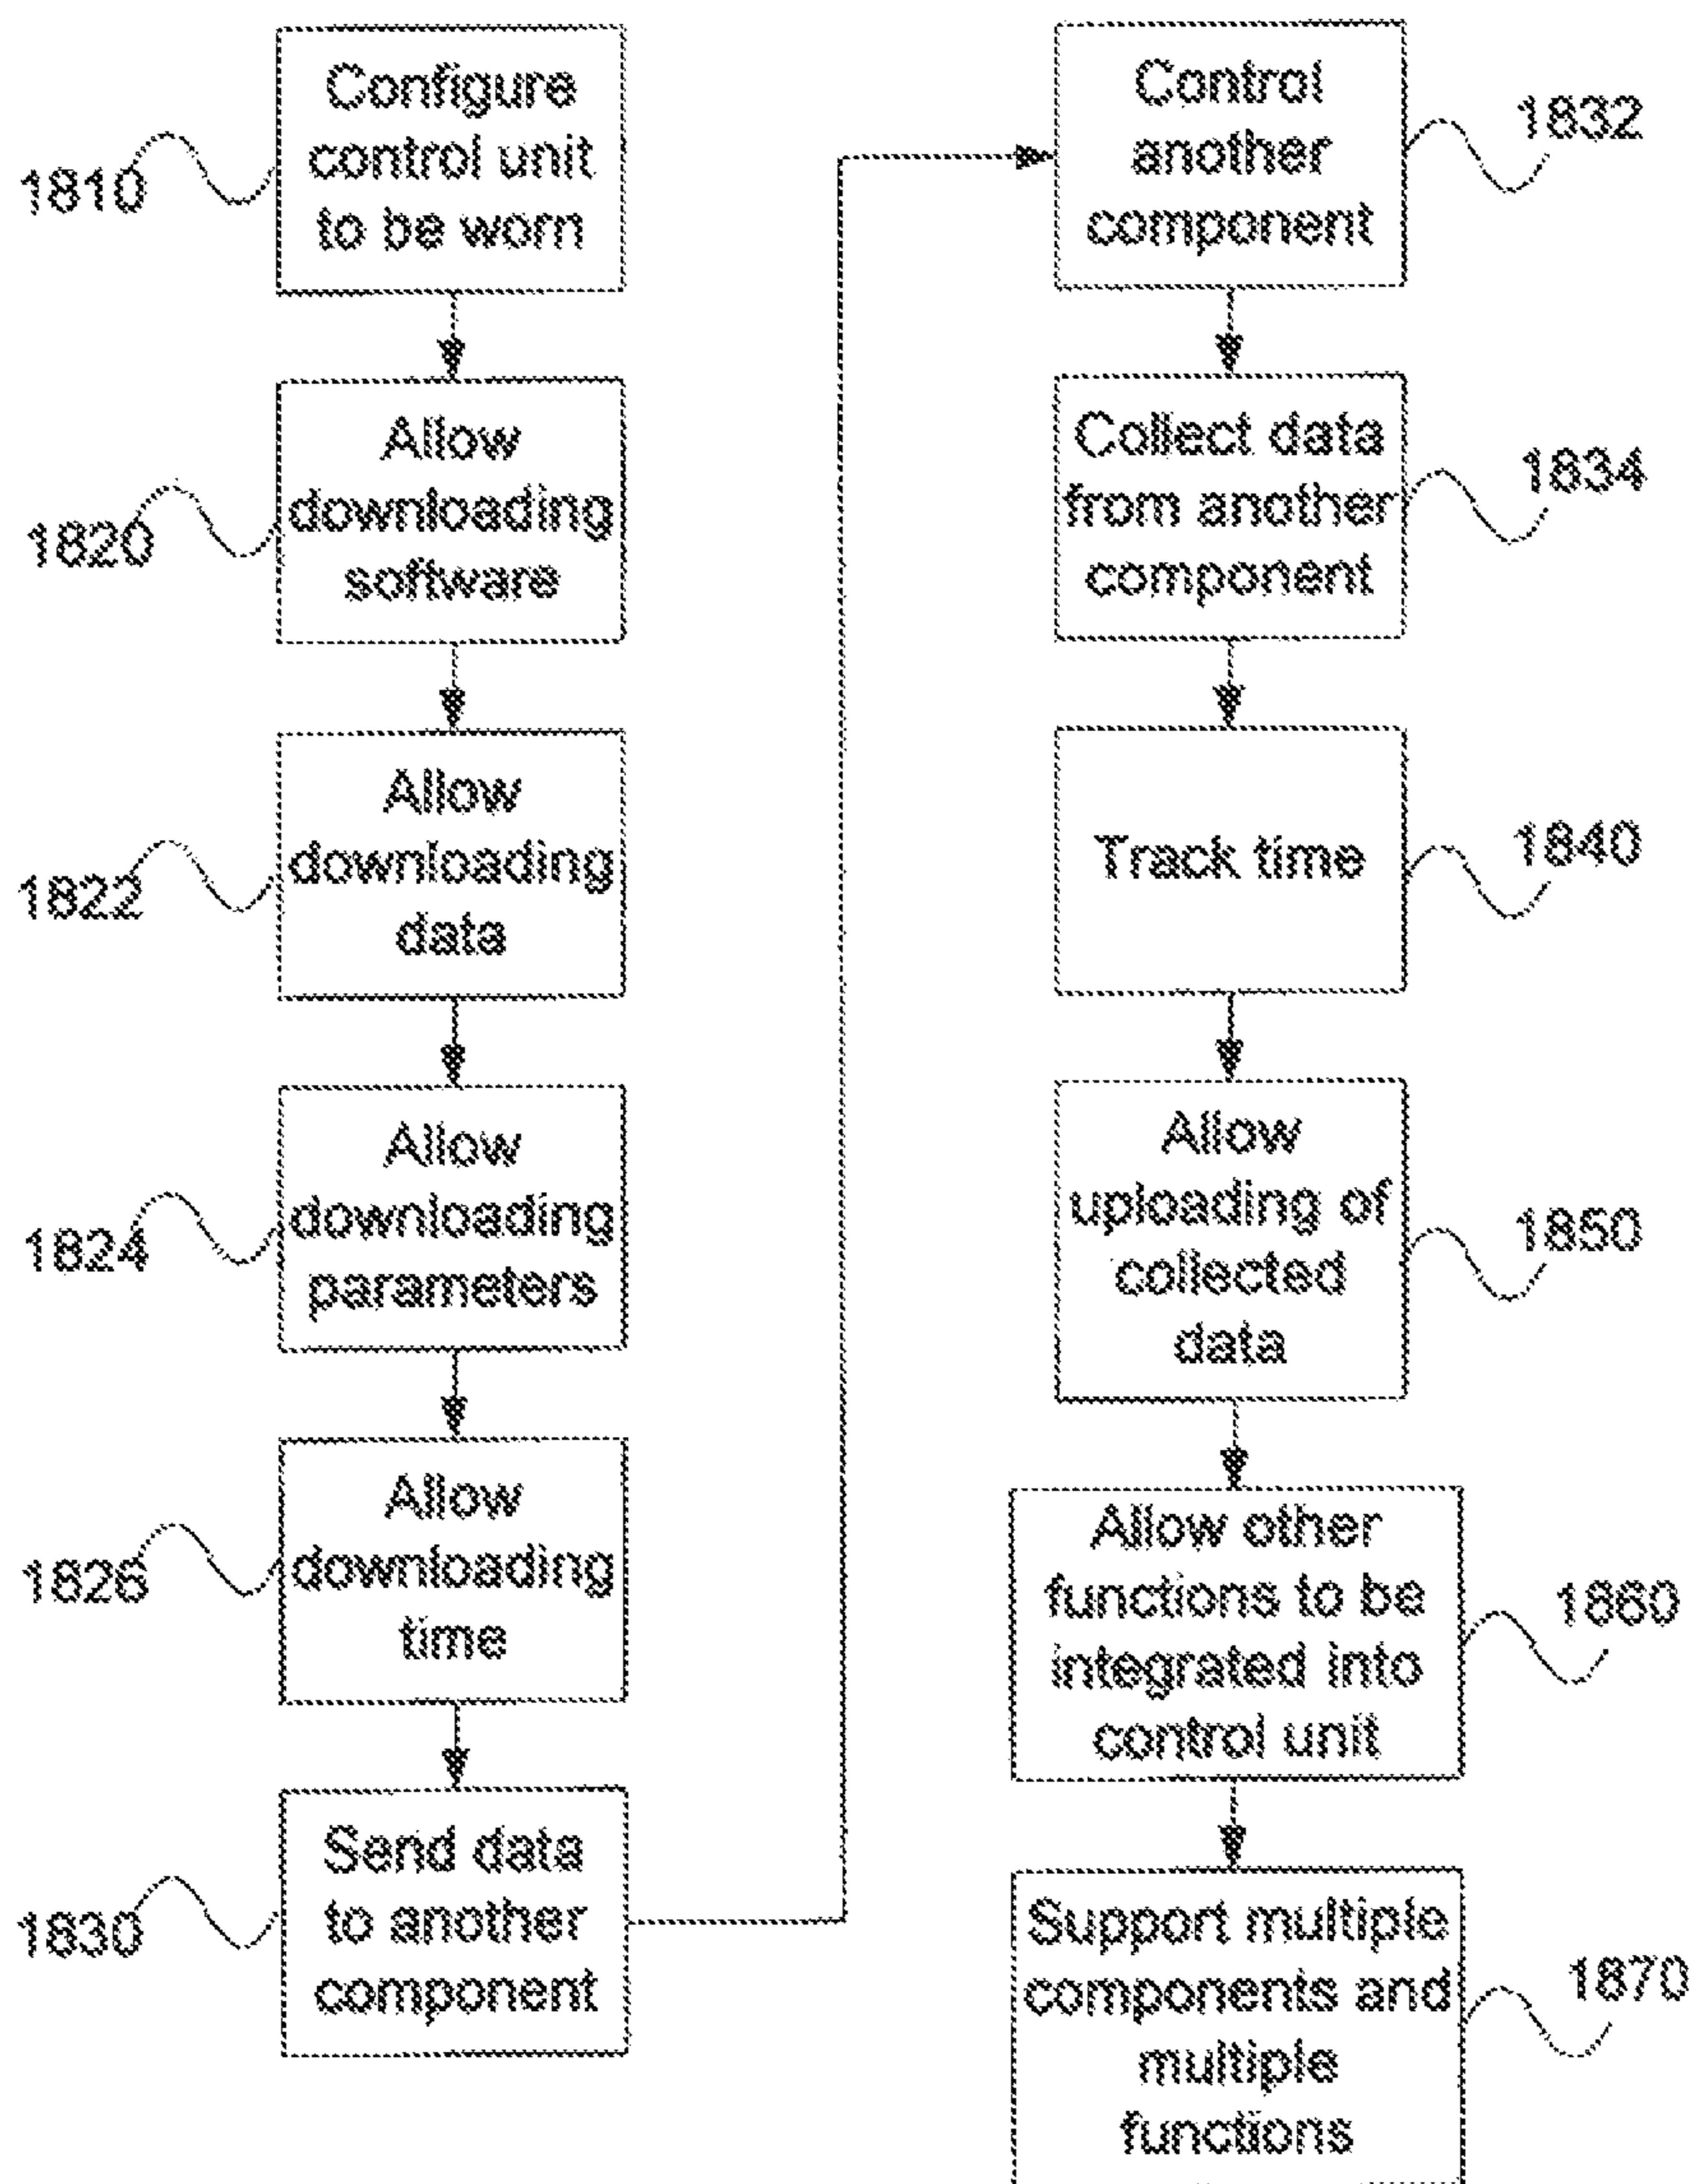 1810
Configure
control unit
to be worn
1820
Allow
downloading
software
1822
Allow
downloading
data
1824
Allow
downloading
parameters
1826
Allow
downloading
time
1830
Send data
to another
component
Control
another
component
1832
Collect data
from another
component
1834
Track time
1840
Allow
uploading of
collected
data
1850
Allow other
functions to be
integrated into
control unit
1860
Support multiple
components and
multiple
functions
1870